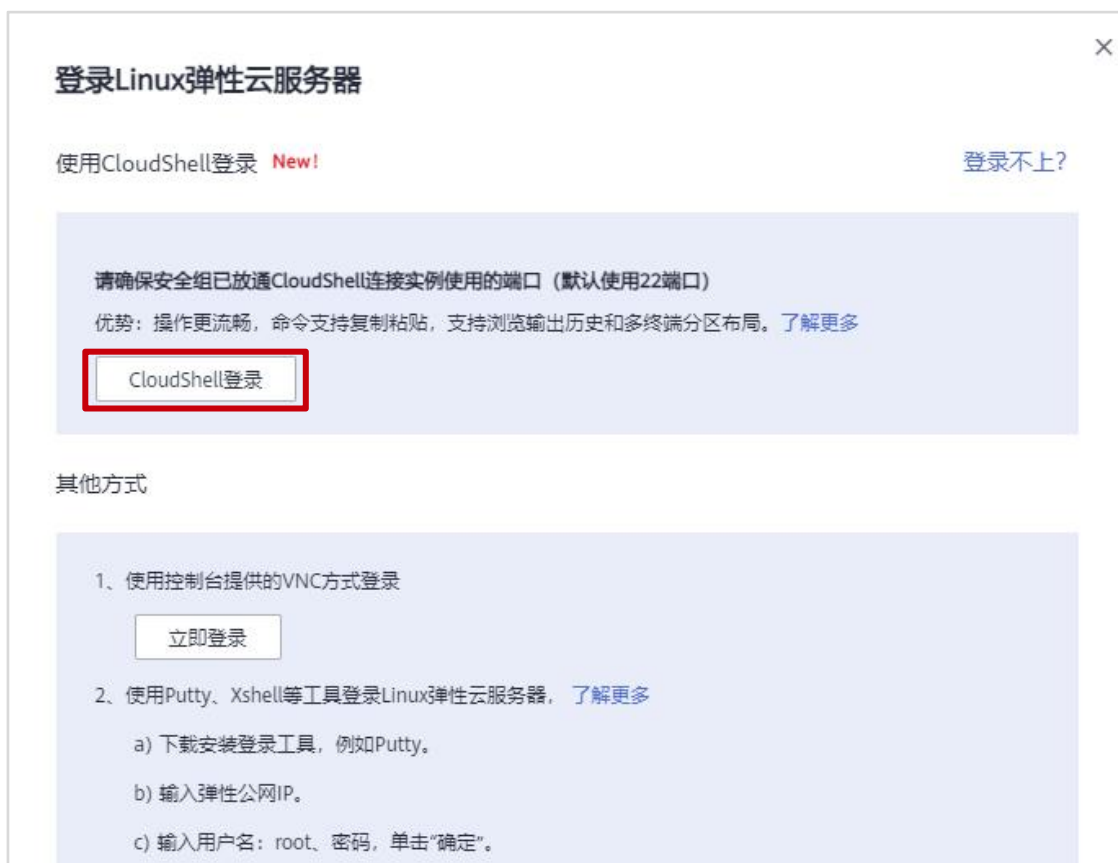 登录Linux弹性云服务器
使用CloudShell登录 New!
登录不上?
请确保安全组已放通CloudShell连接实例使用的端口（默认使用22端口）
优势：操作更流畅，命令支持复制粘贴，支持浏览输出历史和多终端分区布局。了解更多
CloudShell登录
其他方式
1、使用控制台提供的VNC方式登录
立即登录
2、使用Putty、Xshell等工具登录Linux弹性云服务器， 了解更多
a) 下载安装登录工具，例如Putty。
b) 输入弹性公网IP。
c) 输入用户名：root、密码，单击“确定”。